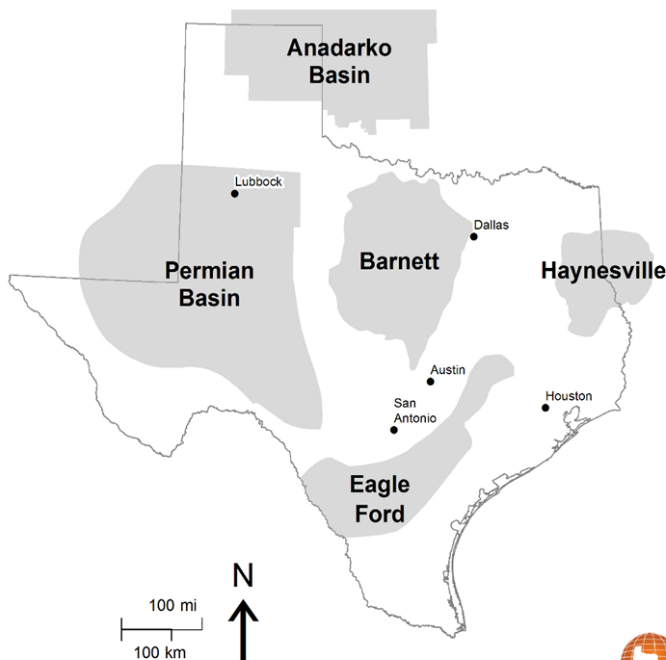 Anadarko
Basin
Lubbock
Dallas
Permian
Basin
Barnett
Haynesville
Austin
San
Antonio
Houston
Eagle
Ford
N
100 mi
100 km